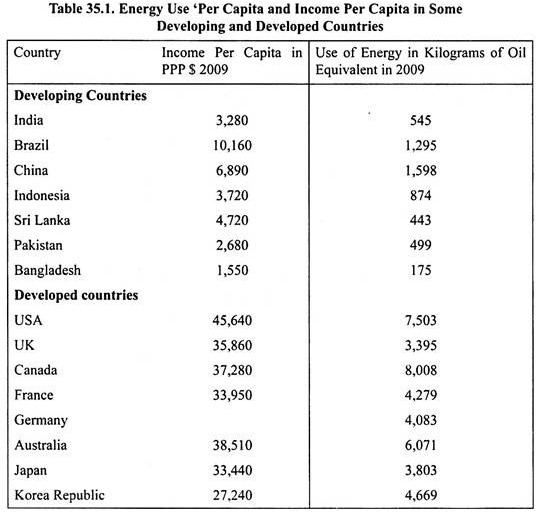 Table 35.1. Energy Use ‘Per Capita and Income Per Capita in Some
Developing and Developed Countries
Country Income Per Capita in PPP $ 2009 Use of Energy in Kilograms of Oil Equivalent in 2009
Developing Countries
India 3,280 545
Brazil 10,160 1,295
China 6,890 1,598
Indonesia 3,720 874
Sri Lanka 4,720 443
Pakistan 2,680 499
Bangladesh 1,550 175
Developed countries
USA 45,640 7,503
UK 35,860 3,395
Canada 37,280 8,008
France 33,950 4,279
Germany 4,083
Australia 38,510 6,071
Japan 33,440 3,803
Korea Republic 27,240 4,669